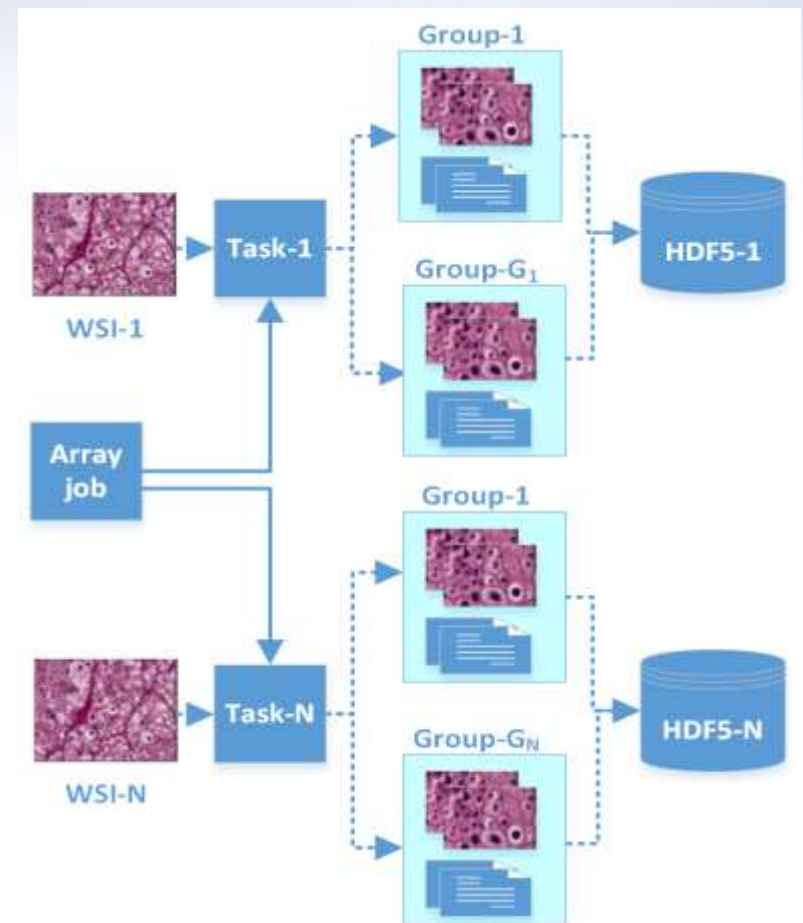 Group-1
Task-1
WSI-1
HDF5-1
Group-G₁
Array
job
Group-1
Task-N
WSI-N
HDF5-N
Group-Gₙ